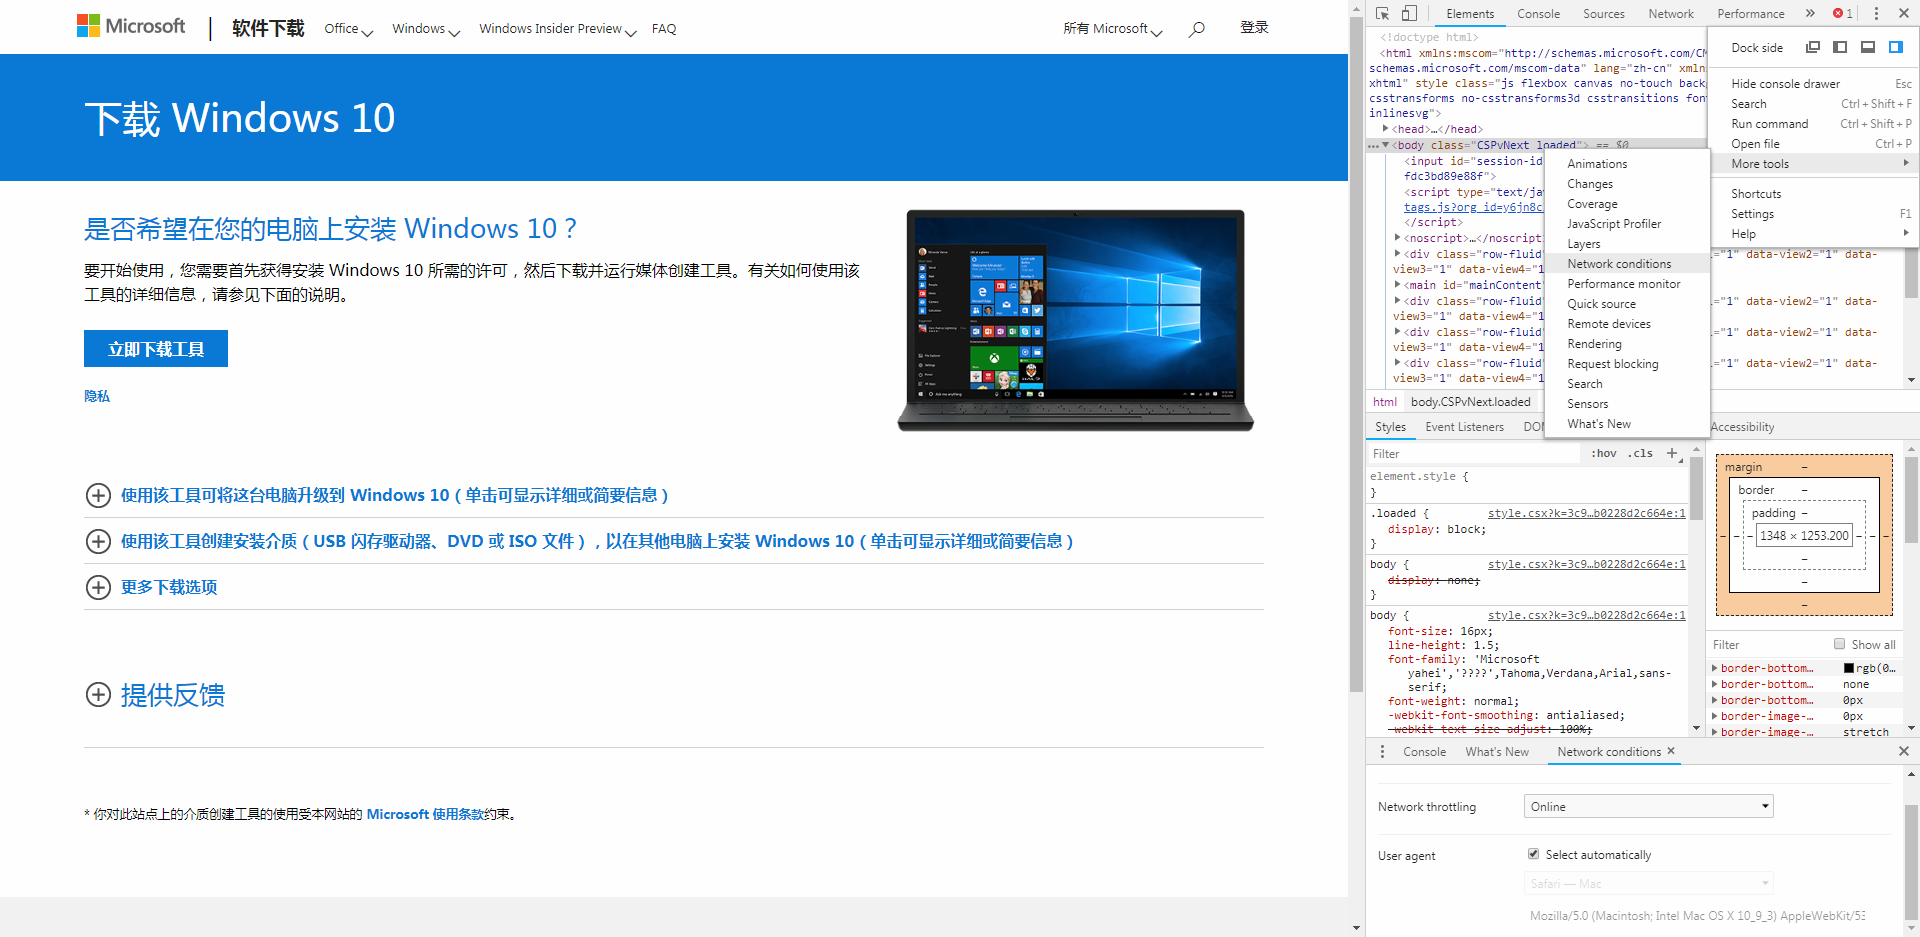 Microsoft
软件下载
Office
Windows
Windows Insider Preview
FAQ
所有 Microsoft
登录
下载 Windows 10
是否希望在您的电脑上安装 Windows 10？
要开始使用，您需要首先获得安装 Windows 10 所需的许可，然后下载并运行媒体创建工具。有关如何使用该
工具的详细信息，请参见下面的说明。
立即下载工具
隐私
使用该工具可将这台电脑升级到 Windows 10（单击可显示详细或简要信息）
使用该工具创建安装介质（USB 闪存驱动器、DVD 或 ISO 文件），以在其他电脑上安装 Windows 10（单击可显示详细或简要信息）
更多下载选项
提供反馈
* 你对此站点上的介质创建工具的使用受本网站的 Microsoft 使用条款约束。
Elements
Console
Sources
Network
Performance
»
1
<!doctype html>
<html xmlns:mscom="http://schemas.microsoft.com/CM
schemas.microsoft.com/mscom-data" lang="zh-cn" xmln
xhtml" style class="js flexbox canvas no-touch back
csstransforms no-csstransforms3d csstransitions fon
inlinesvg">
<head>…</head>
<body class="CSPvNext loaded"> == $0
<input id="session-id
fdc3bd89e88f">
<script type="text/jav
tags.js?org_id=y6jn8c
</script>
<noscript>…</noscript
<div class="row-fluid"
view3="1" data-view4="1
<main id="mainContent"
<div class="row-fluid"
view3="1" data-view4="1
<div class="row-fluid"
view3="1" data-view4="1
<div class="row-fluid"
view3="1" data-view4="1
="1" data-view2="1" data-
="1" data-view2="1" data-
="1" data-view2="1" data-
="1" data-view2="1" data-
Dock side
Hide console drawer Esc
Search Ctrl + Shift + F
Run command Ctrl + Shift + P
Open file Ctrl + P
More tools
Shortcuts
Settings F1
Help
Animations
Changes
Coverage
JavaScript Profiler
Layers
Network conditions
Performance monitor
Quick source
Remote devices
Rendering
Request blocking
Search
Sensors
What's New
html body.CSPvNext.loaded
Styles
Event Listeners
DO
Accessibility
Filter
:hov .cls +
element.style {
}
.loaded { style.csx?k=3c9…b0228d2c664e:1
display: block;
}
body { style.csx?k=3c9…b0228d2c664e:1
display: none;
}
body { style.csx?k=3c9…b0228d2c664e:1
font-size: 16px;
line-height: 1.5;
font-family: 'Microsoft
yahei','????',Tahoma,Verdana,Arial,sans-
serif;
font-weight: normal;
-webkit-font-smoothing: antialiased;
-webkit-text-size-adjust: 100%;
margin –
border –
padding –
– – – 1348 × 1253.200 – – –
–
–
–
Filter
Show all
border-bottom… rgb(0…
border-bottom… none
border-bottom… 0px
border-image-… 0px
border-image-… stretch
Console
What's New
Network conditions ×
Network throttling
Online
User agent
Select automatically
Safari — Mac
Mozilla/5.0 (Macintosh; Intel Mac OS X 10_9_3) AppleWebKit/53